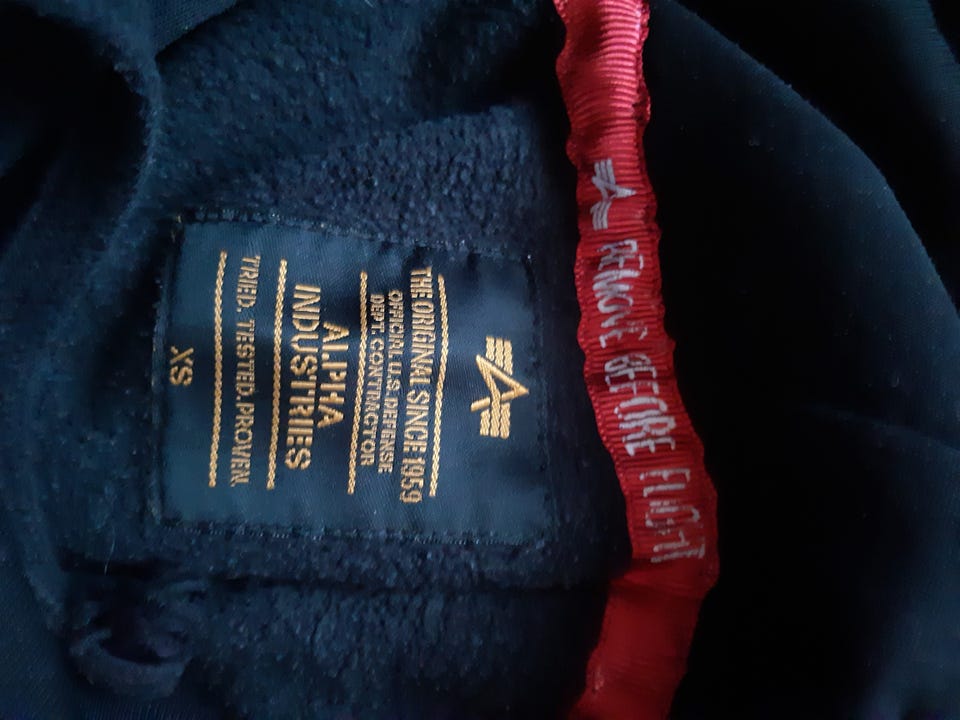 THE ORIGINAL SINCE 1959
OFFICIAL U.S. DEFENSE
DEPT. CONTRACTOR
ALPHA
INDUSTRIES
TRIED. TESTED. PROVEN.
XS
REMOVE BEFORE FLIGHT